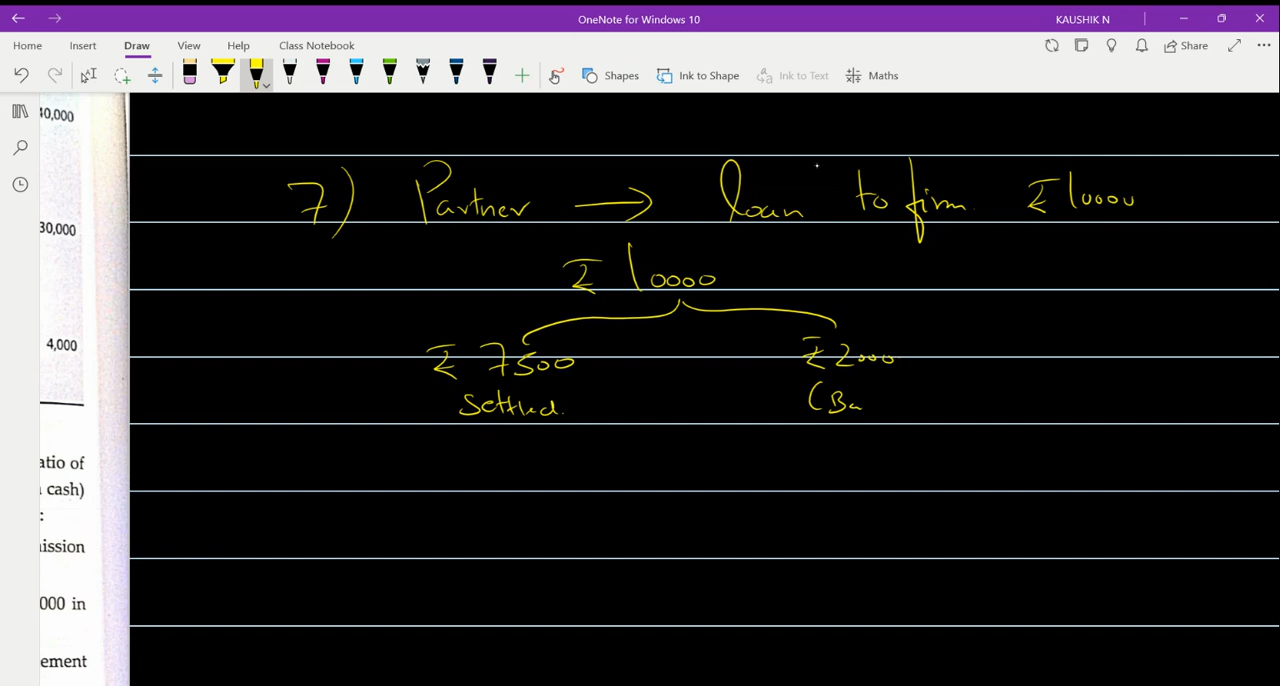 OneNote for Windows 10
KAUSHIK N
Home Insert Draw View Help Class Notebook
Share
Shapes Ink to Shape Ink to Text Maths
40,000
30,000
4,000
atio of
cash)
:
ission
000 in
ement
7) Partner → loan to firm ₹ 10000
₹ 10000
₹ 7500 ₹ 2000
Settled. (Ba